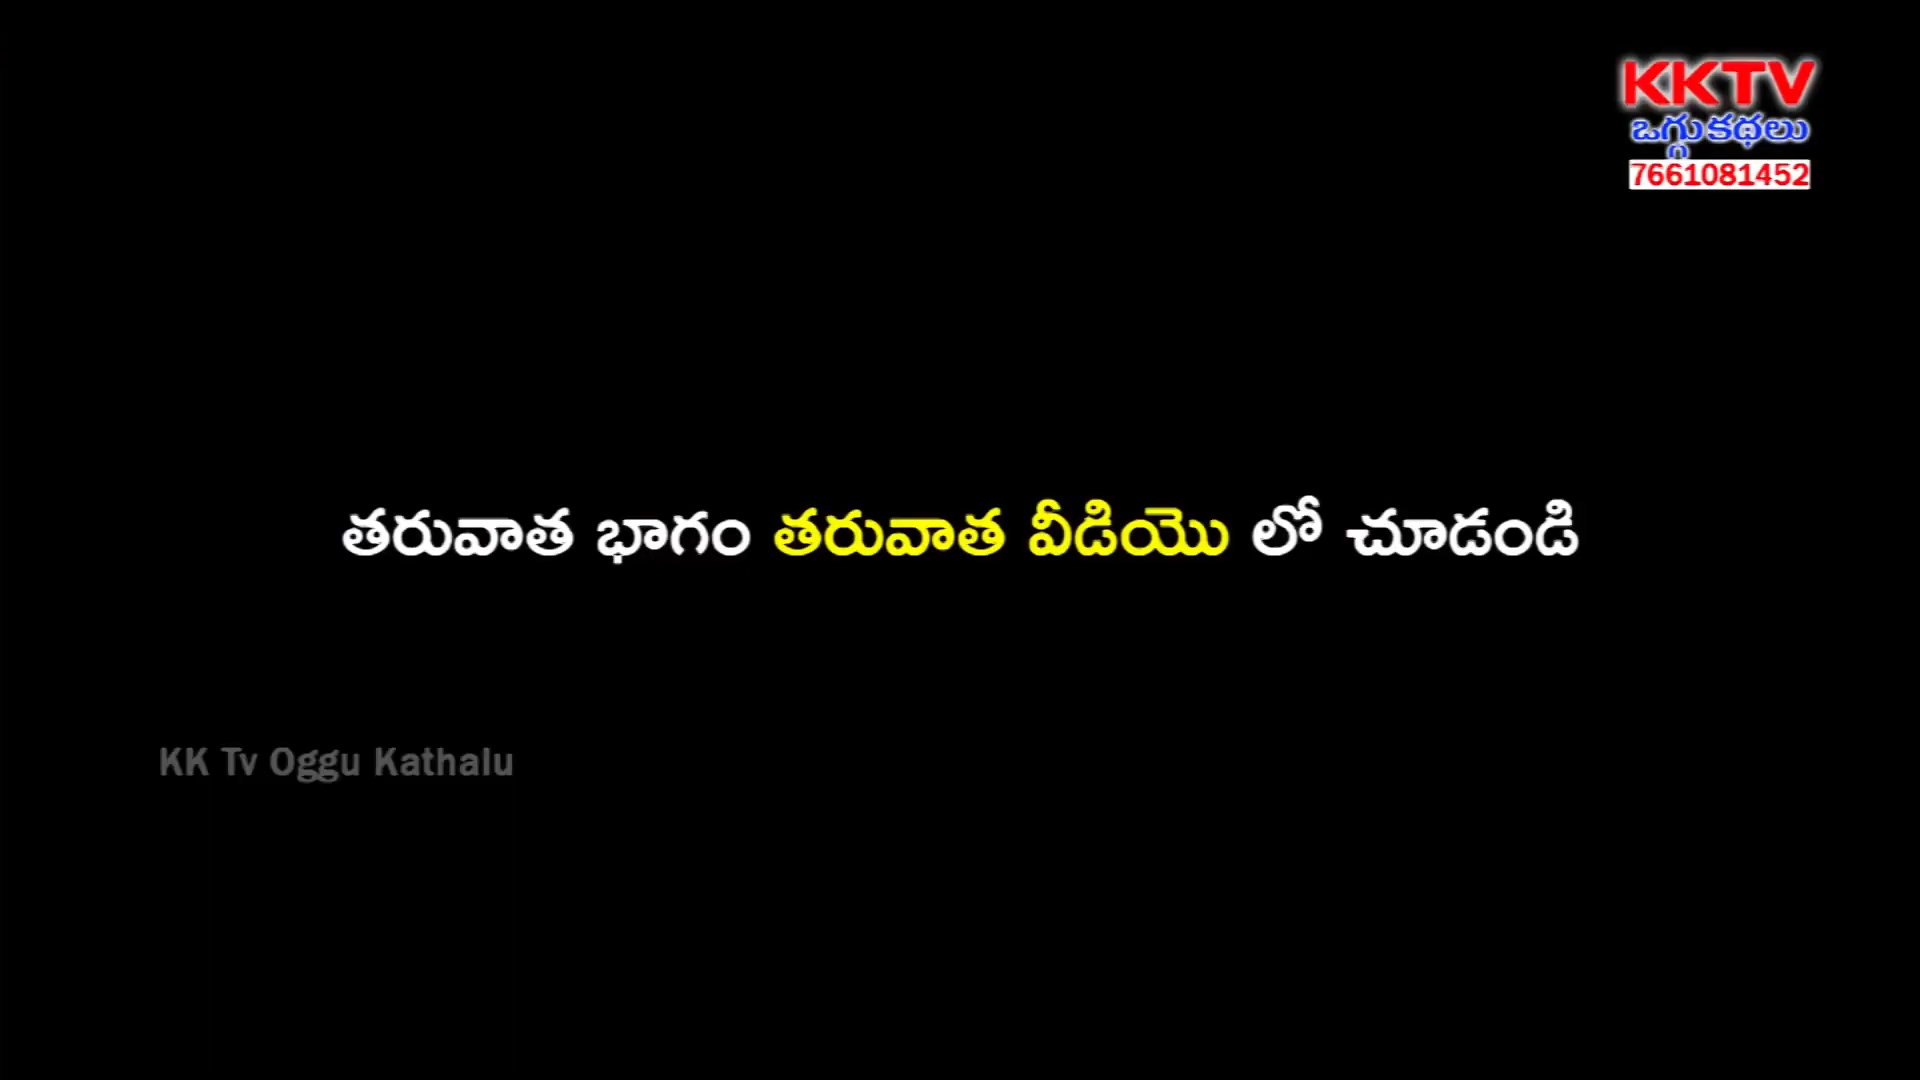 KKTV
ఒగ్గు కథలు
7661081452
తరువాత భాగం తరువాత వీడియొ లో చూడండి
KK Tv Oggu Kathalu